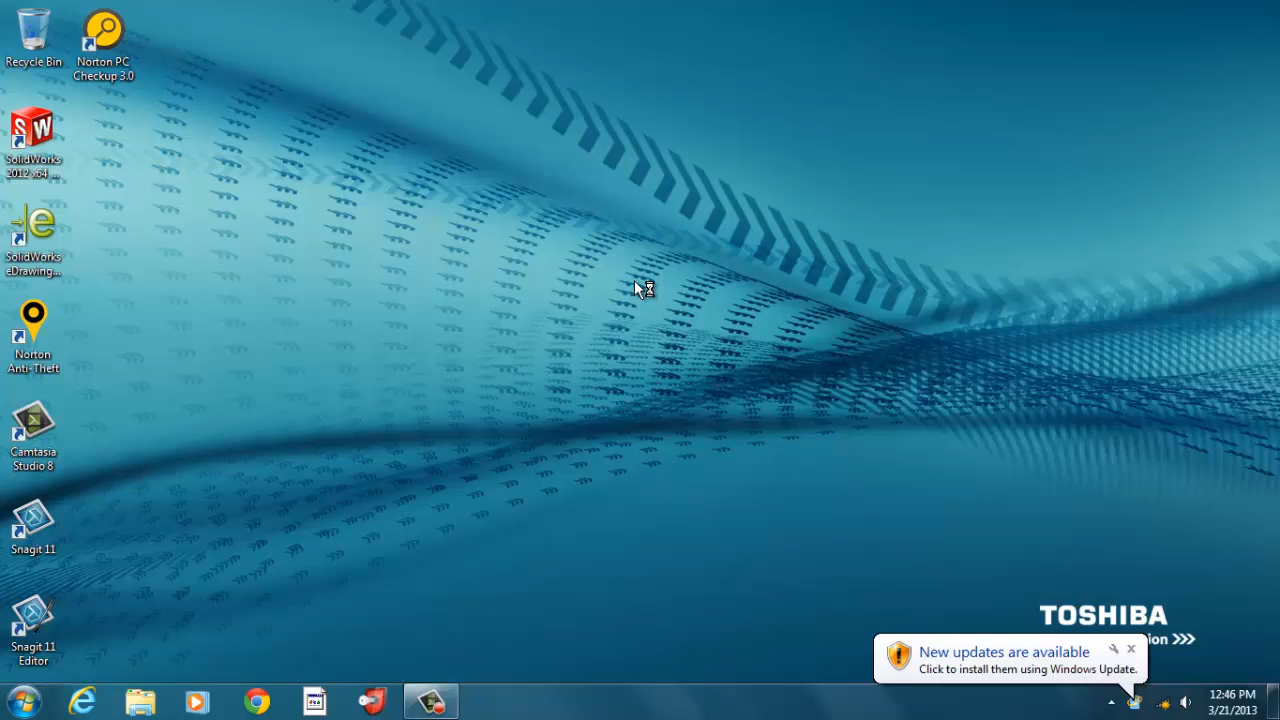 Recycle Bin
Norton PC
Checkup 3.0
SolidWorks
2012 x64 ...
SolidWorks
eDrawing...
Norton
Anti-Theft
Camtasia
Studio 8
Snagit 11
Snagit 11
Editor
TOSHIBA
ion >>>
New updates are available
Click to install them using Windows Update.
12:46 PM
3/21/2013